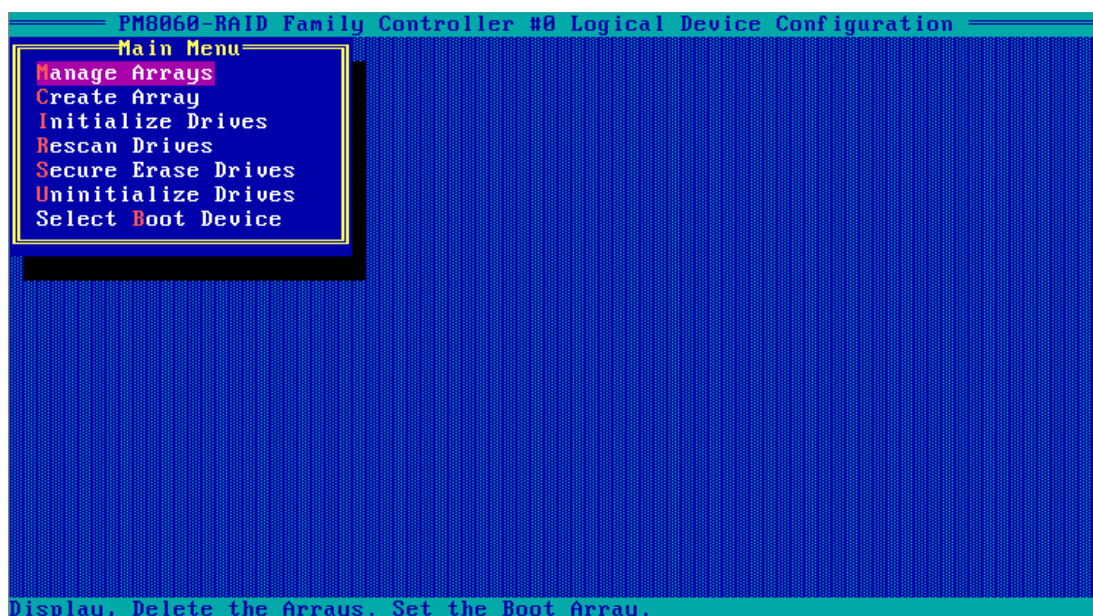 PM8060-RAID Family Controller #0 Logical Device Configuration
Main Menu
Manage Arrays
Create Array
Initialize Drives
Rescan Drives
Secure Erase Drives
Uninitialize Drives
Select Boot Device
Display, Delete the Arrays, Set the Boot Array.